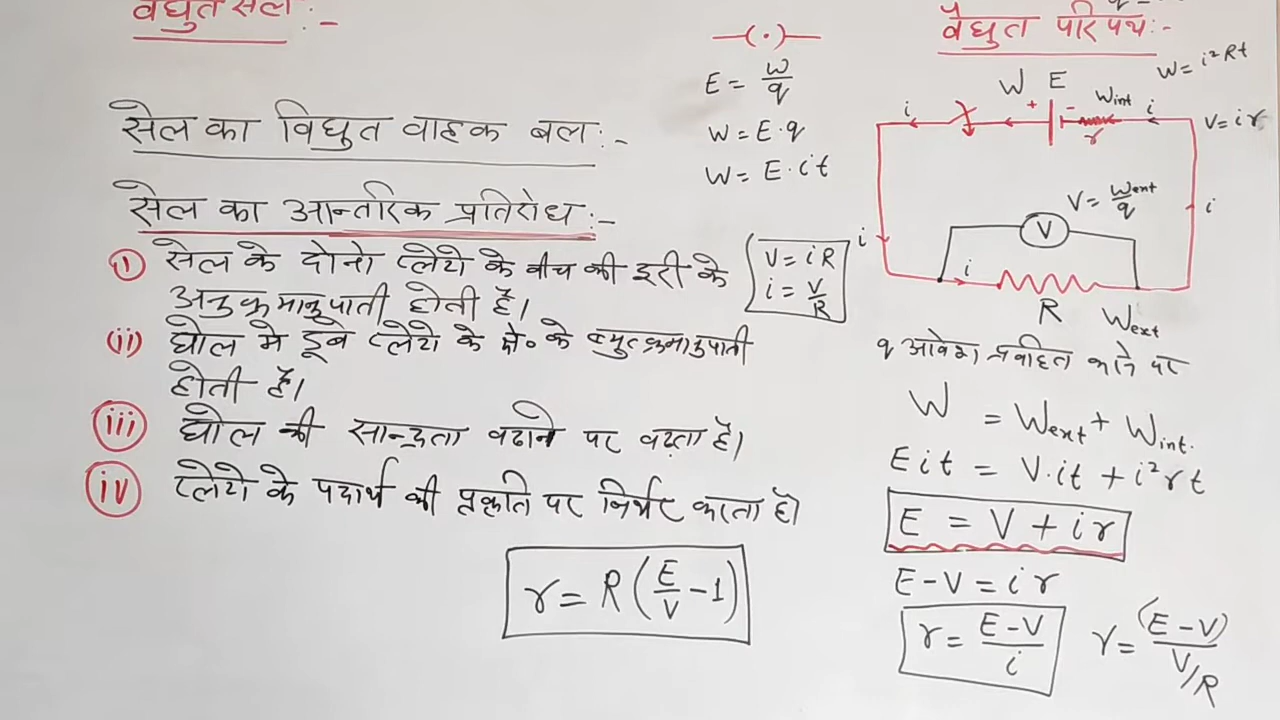 वैधुत सेल :-
सेल का विधुत वाहक बल:-
सेल का आन्तरिक प्रतिरोध:-
(i) सेल के दोनो प्लेटो के बीच की दूरी के
अनुक्रमानुपाती होती है।
(ii) घोल मे डूबे प्लेटो के क्षे० के व्युत्क्रमानुपाती
होती है।
(iii) घोल की सान्द्रता बढाने पर बढ़ता है।
(iv) प्लेटो के पदार्थ की प्रकृति पर निर्भर करता है।
r = R(E/V - 1)
E = w/q
W = E·q
W = E·it
V = iR
i = V/R
वैधुत परिपथ:-
W = i²Rt
W E
+ -
Wint
i
i
r
V = ir
V = Wext/q
V
i
i
i
R
Wext
q आवेश प्रवाहित करने पर
W = Wext + Wint.
Eit = V·it + i²rt
E = V + ir
E-V = ir
r = E-V/i
r = (E-V)/V/R